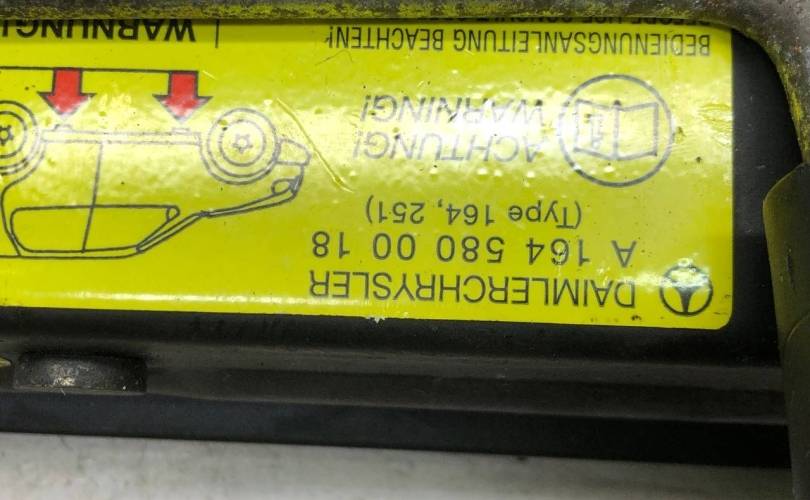 DAIMLERCHRYSLER
A 164 580 00 18
(Type 164, 251)
ACHTUNG!
WARNING!
BEDIENUNGSANLEITUNG BEACHTEN!
WARNUNG!